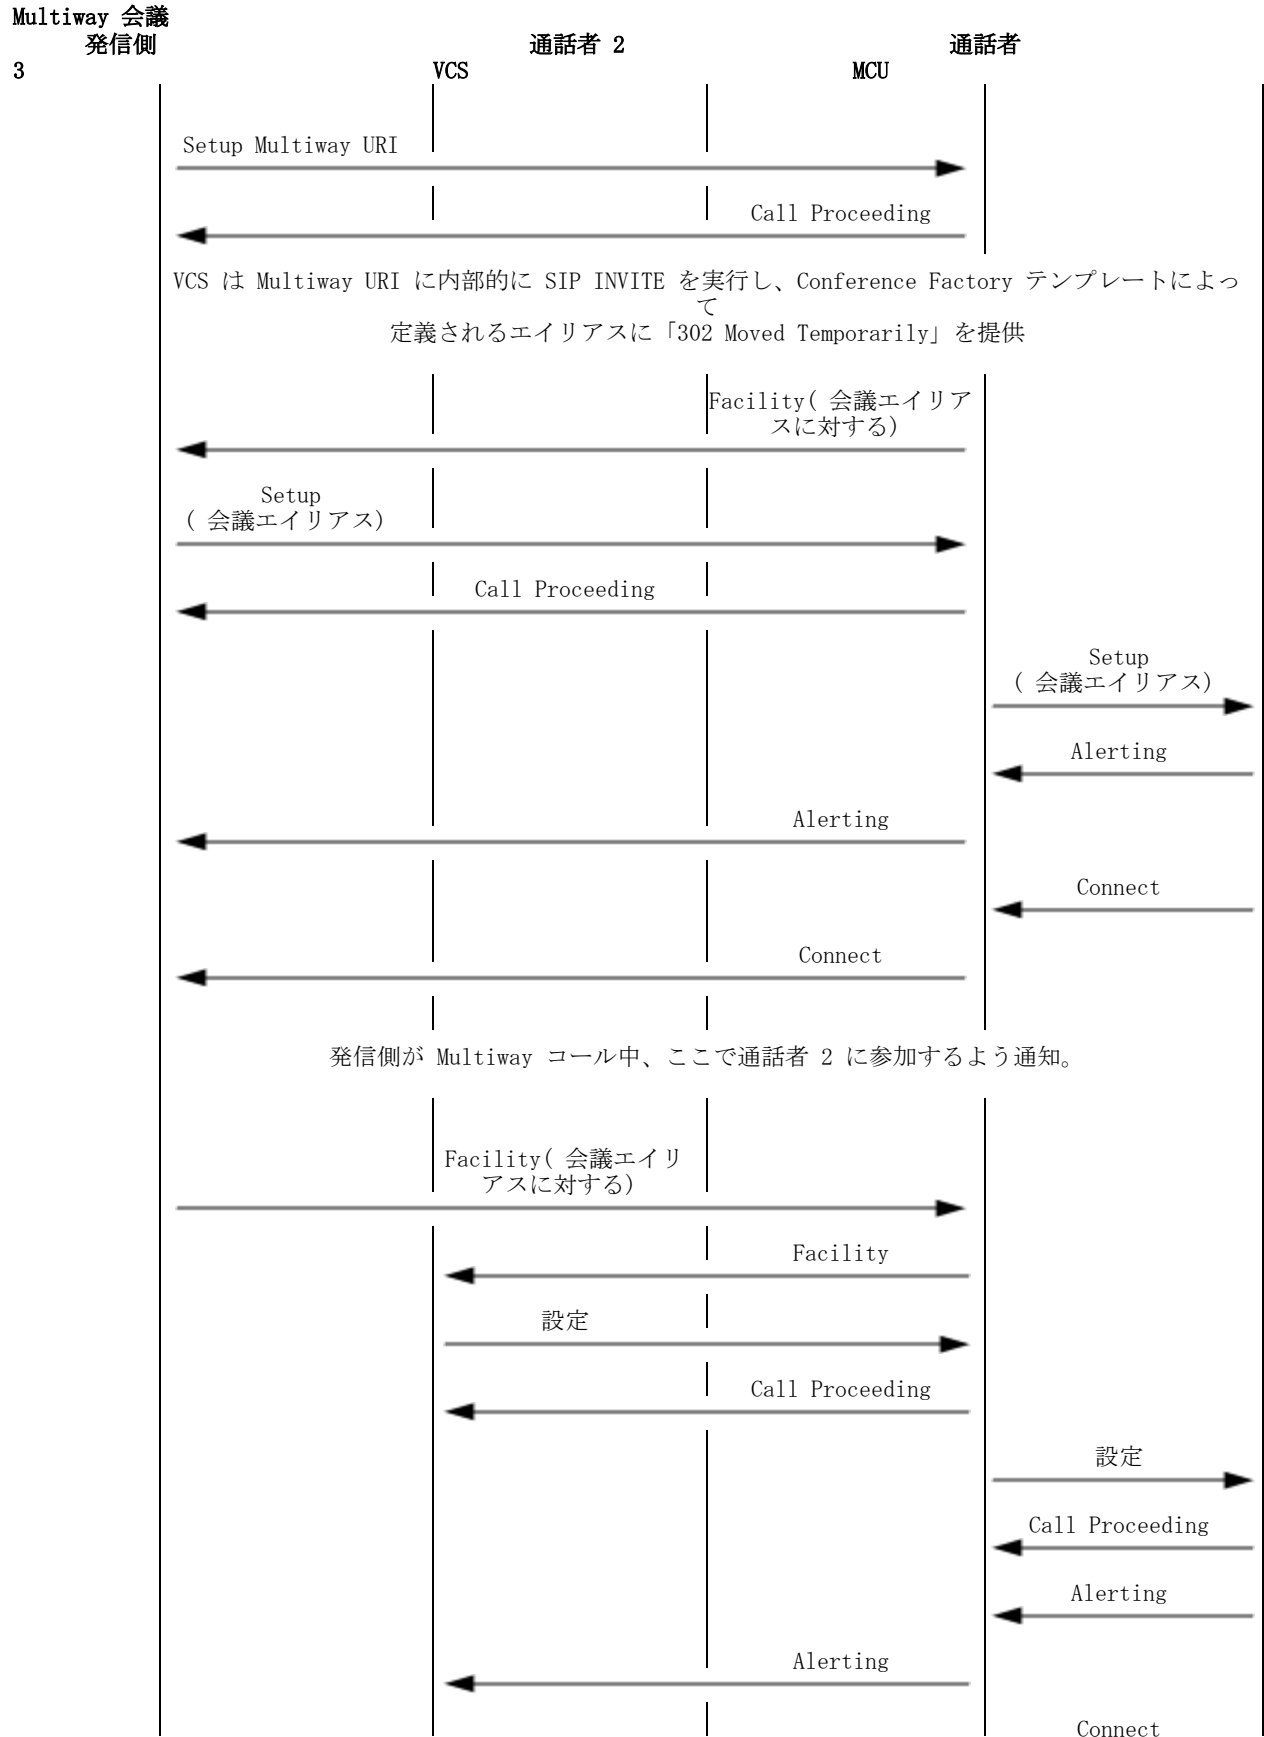 Multiway 会議
発信側 通話者 2 通話者
3 VCS MCU
Setup Multiway URI
Call Proceeding
VCS は Multiway URI に内部的に SIP INVITE を実行し、Conference Factory テンプレートによっ
て
定義されるエイリアスに「302 Moved Temporarily」を提供
Facility( 会議エイリア
スに対する)
Setup
( 会議エイリアス)
Call Proceeding
Setup
( 会議エイリアス)
Alerting
Alerting
Connect
Connect
発信側が Multiway コール中、ここで通話者 2 に参加するよう通知。
Facility( 会議エイリ
アスに対する)
Facility
設定
Call Proceeding
設定
Call Proceeding
Alerting
Alerting
Connect